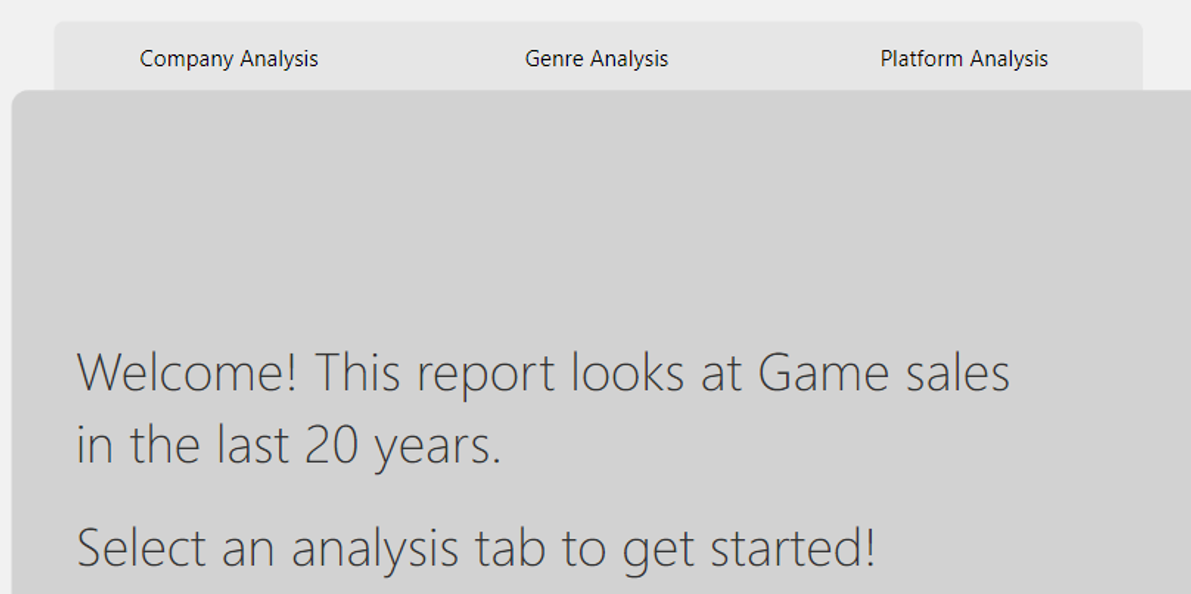 Company Analysis Genre Analysis Platform Analysis
Welcome! This report looks at Game sales
in the last 20 years.
Select an analysis tab to get started!